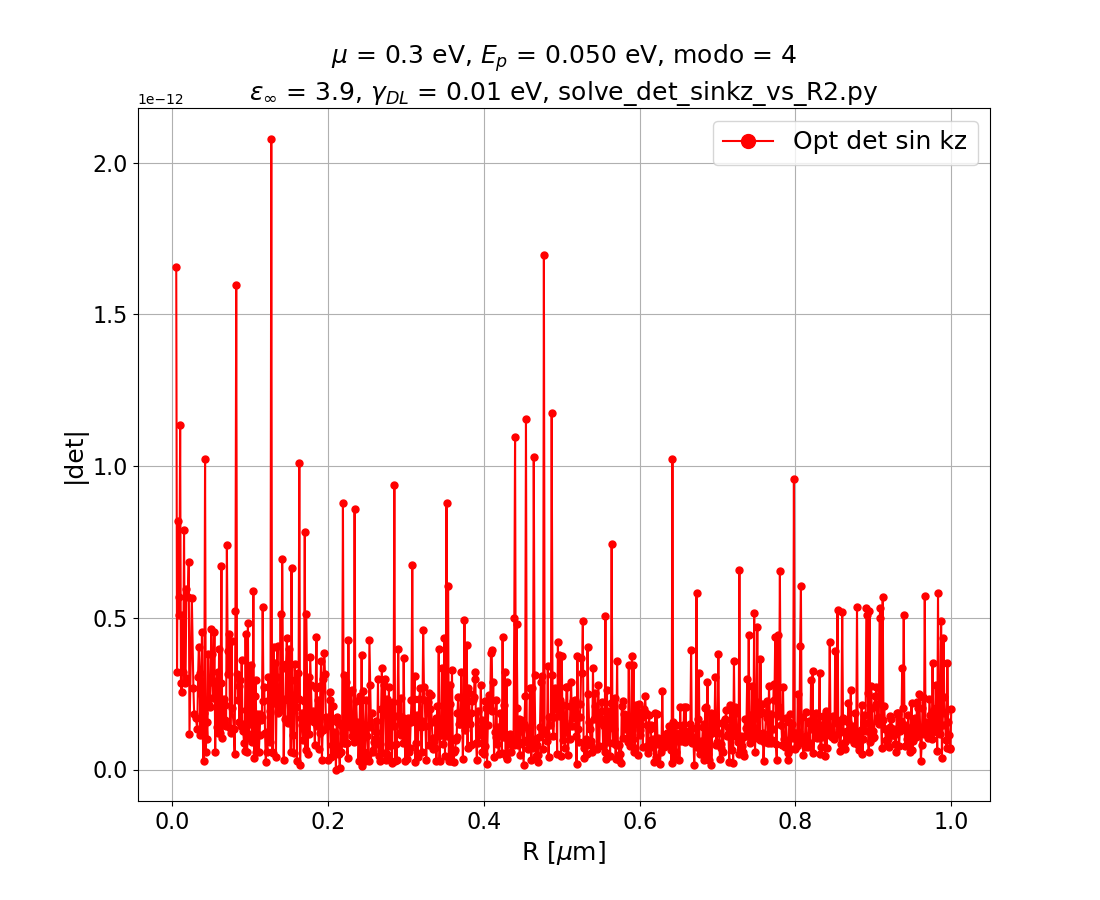 μ = 0.3 eV, E_p = 0.050 eV, modo = 4
ε_∞ = 3.9, γ_DL = 0.01 eV, solve_det_sinkz_vs_R2.py
1e−12
Opt det sin kz
2.0
1.5
1.0
0.5
0.0
|det|
0.0 0.2 0.4 0.6 0.8 1.0
R [μm]